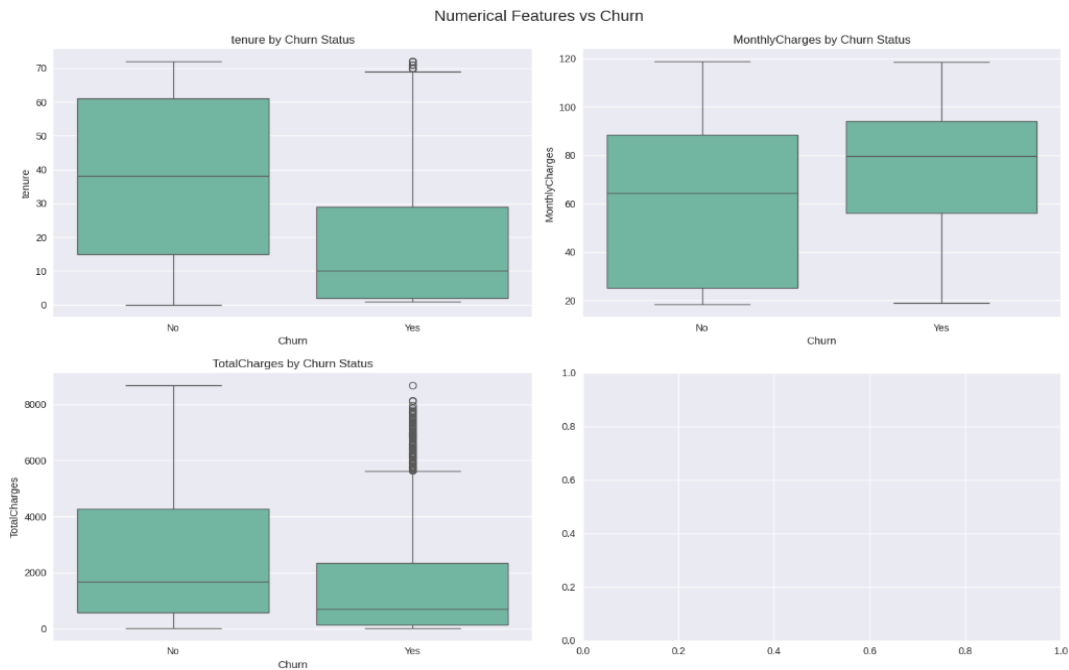 Numerical Features vs Churn
tenure by Churn Status
70
60
50
40
30
20
10
0
tenure
No Yes
Churn
MonthlyCharges by Churn Status
120
100
80
60
40
20
MonthlyCharges
No Yes
Churn
TotalCharges by Churn Status
8000
6000
4000
2000
0
TotalCharges
No Yes
Churn
1.0
0.8
0.6
0.4
0.2
0.0
0.0 0.2 0.4 0.6 0.8 1.0